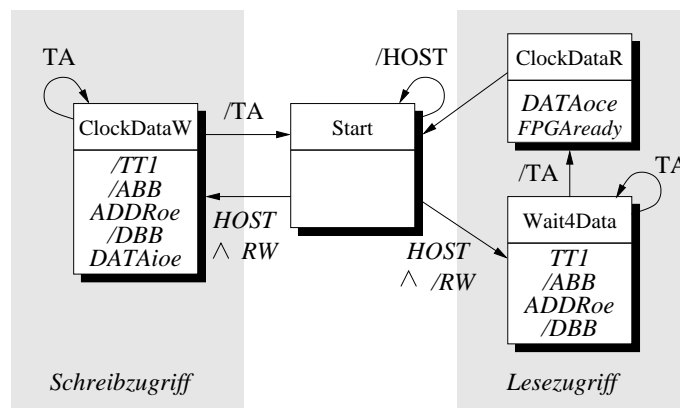 TA
ClockDataW
/TT1
/ABB
ADDRoe
/DBB
DATAioe
/TA
/HOST
Start
HOST
∧ RW
HOST
∧ /RW
ClockDataR
DATAoce
FPGAready
/TA
TA
Wait4Data
TT1
/ABB
ADDRoe
/DBB
Schreibzugriff
Lesezugriff